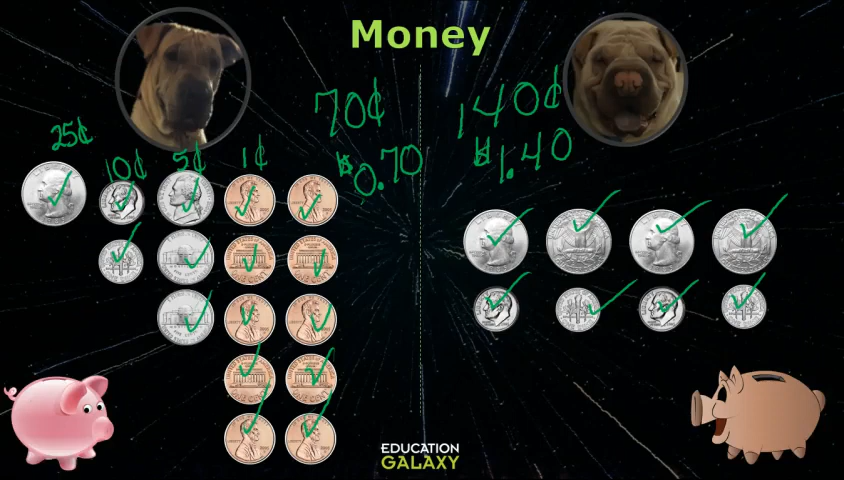 Money
70¢
140¢
25¢
10¢
5¢
1¢
$0.70
$1.40
EDUCATION
GALAXY